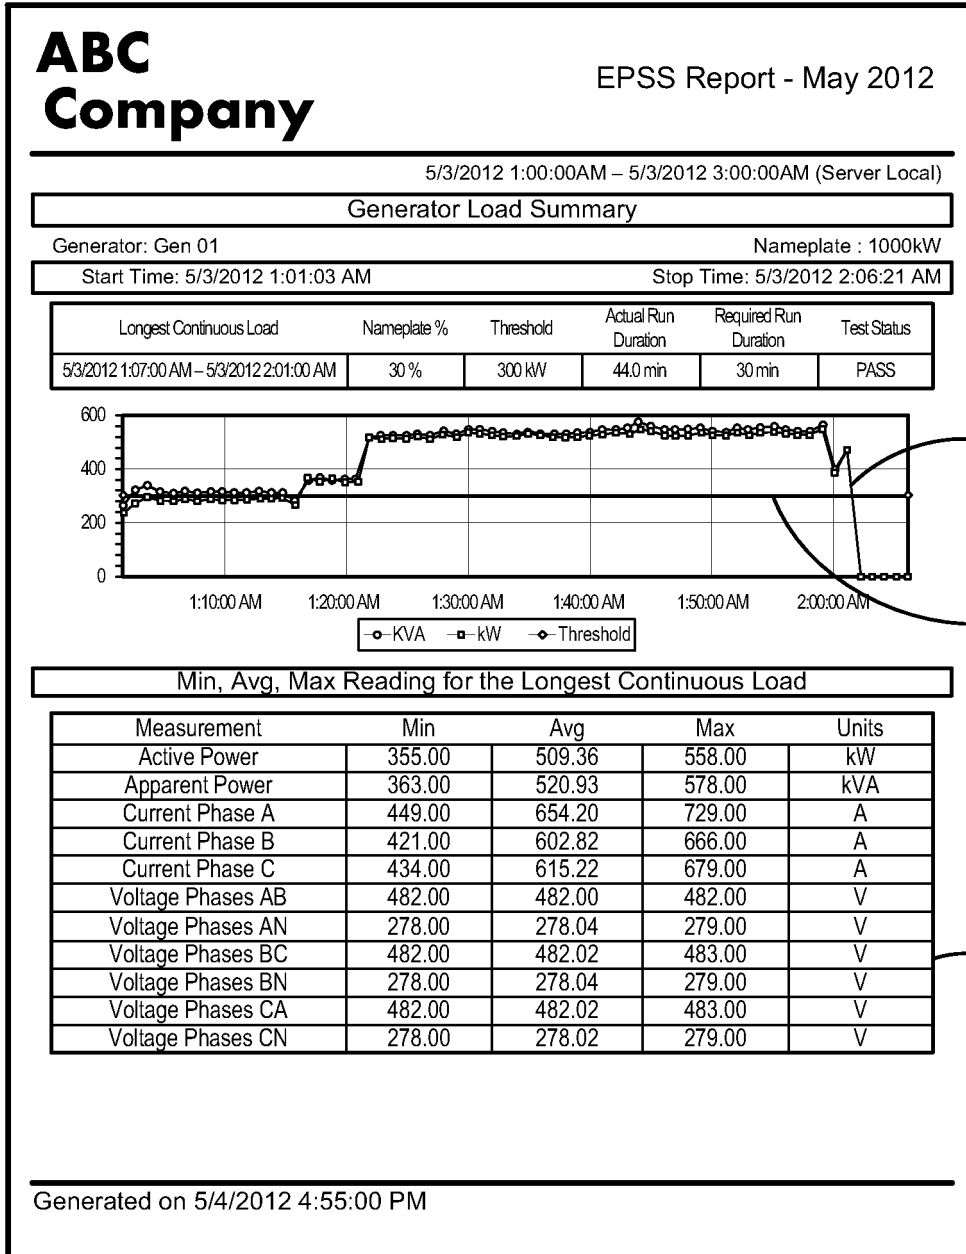 ABC
Company
EPSS Report - May 2012
5/3/2012 1:00:00AM – 5/3/2012 3:00:00AM (Server Local)
Generator Load Summary
Generator: Gen 01 Nameplate : 1000kW
Start Time: 5/3/2012 1:01:03 AM Stop Time: 5/3/2012 2:06:21 AM
Longest Continuous Load Nameplate % Threshold Actual Run Duration Required Run Duration Test Status
5/3/2012 1:07:00 AM – 5/3/2012 2:01:00 AM 30 % 300 kW 44.0 min 30 min PASS
600
400
200
0
1:10:00 AM 1:20:00 AM 1:30:00 AM 1:40:00 AM 1:50:00 AM 2:00:00 AM
KVA kW Threshold
Min, Avg, Max Reading for the Longest Continuous Load
Measurement Min Avg Max Units
Active Power 355.00 509.36 558.00 kW
Apparent Power 363.00 520.93 578.00 kVA
Current Phase A 449.00 654.20 729.00 A
Current Phase B 421.00 602.82 666.00 A
Current Phase C 434.00 615.22 679.00 A
Voltage Phases AB 482.00 482.00 482.00 V
Voltage Phases AN 278.00 278.04 279.00 V
Voltage Phases BC 482.00 482.02 483.00 V
Voltage Phases BN 278.00 278.04 279.00 V
Voltage Phases CA 482.00 482.02 483.00 V
Voltage Phases CN 278.00 278.02 279.00 V
Generated on 5/4/2012 4:55:00 PM